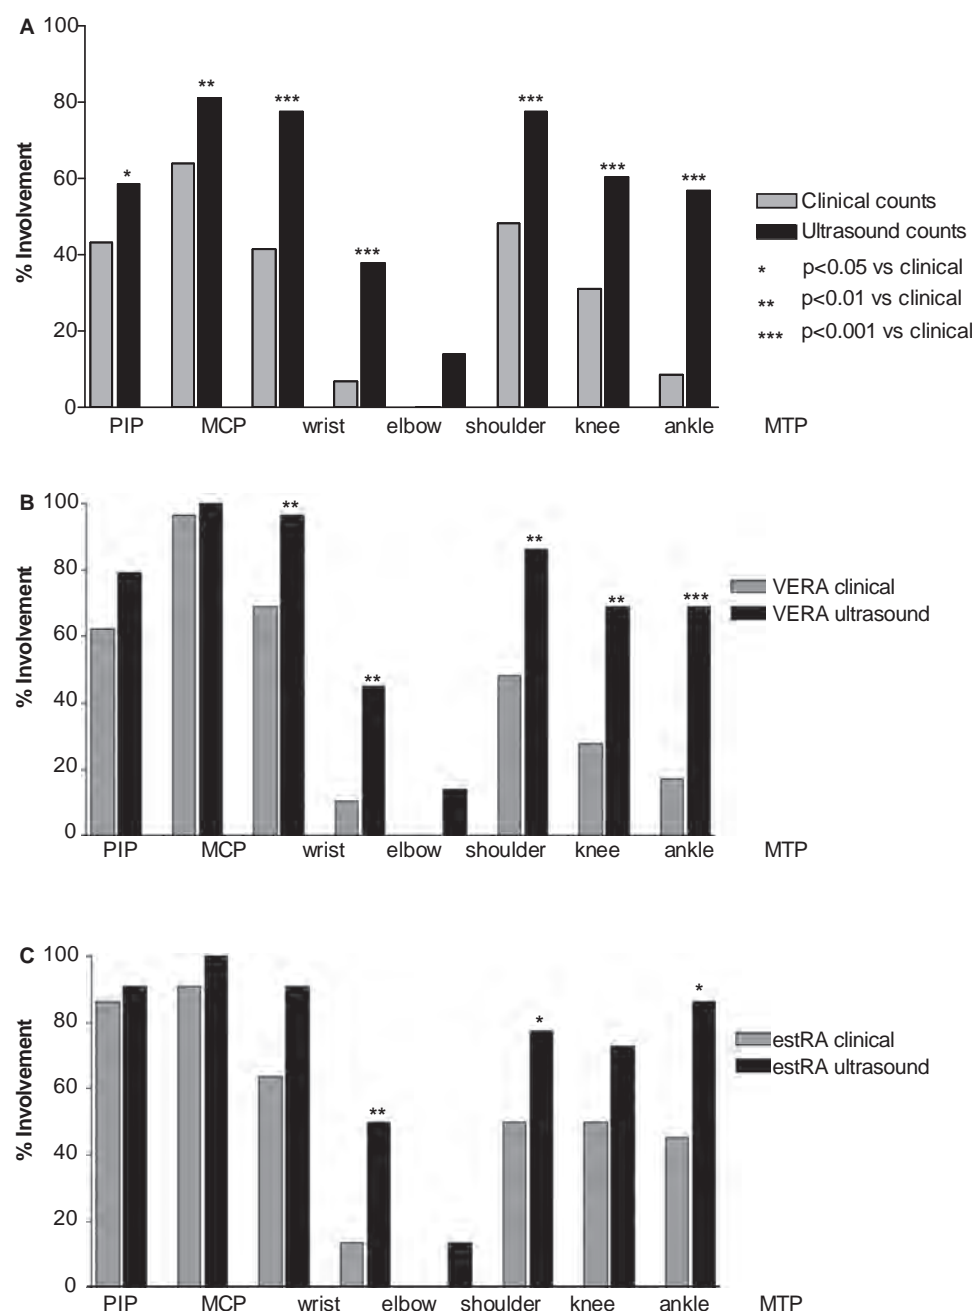 A
100
80
60
40
20
0
% Involvement
*
**
***
***
***
***
***
PIP MCP wrist elbow shoulder knee ankle MTP
Clinical counts
Ultrasound counts
* p<0.05 vs clinical
** p<0.01 vs clinical
*** p<0.001 vs clinical
B
100
80
60
40
20
0
% Involvement
**
**
**
**
***
PIP MCP wrist elbow shoulder knee ankle MTP
VERA clinical
VERA ultrasound
C
100
80
60
40
20
0
% Involvement
**
*
*
PIP MCP wrist elbow shoulder knee ankle MTP
estRA clinical
estRA ultrasound